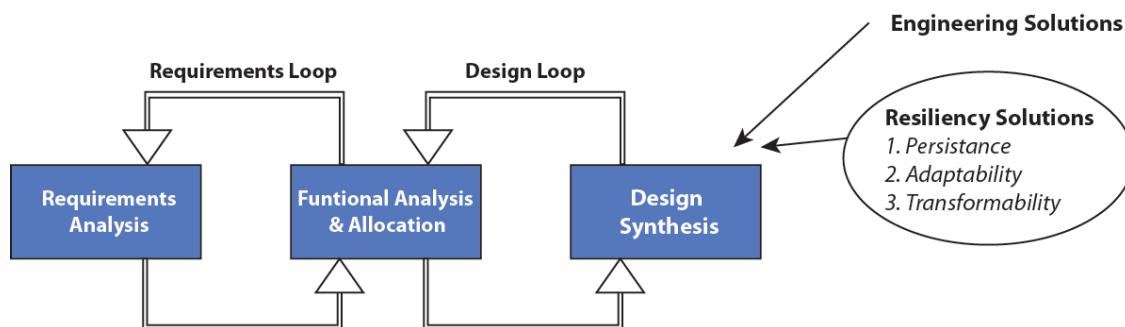 Engineering Solutions
Requirements Loop
Design Loop
Resiliency Solutions
1. Persistance
2. Adaptability
3. Transformability
Requirements
Analysis
Funtional Analysis
& Allocation
Design
Synthesis